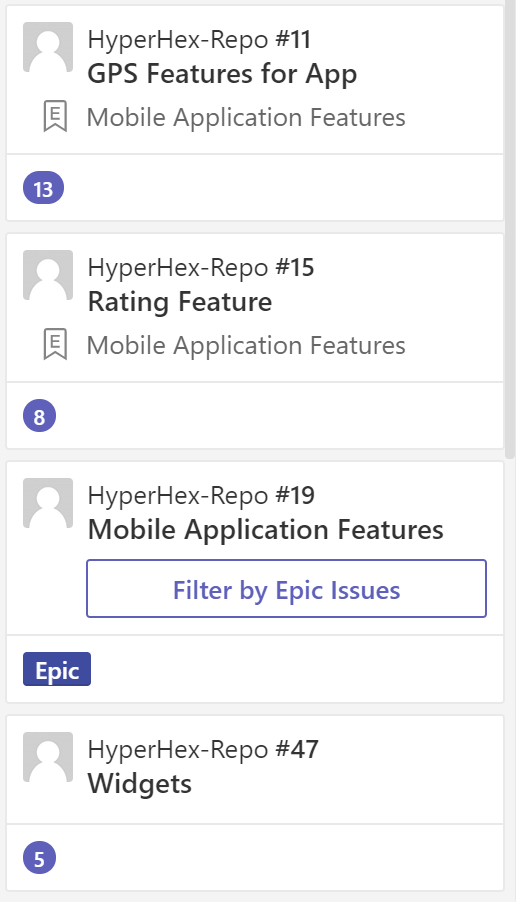 HyperHex-Repo #11
GPS Features for App
E Mobile Application Features
13
HyperHex-Repo #15
Rating Feature
E Mobile Application Features
8
HyperHex-Repo #19
Mobile Application Features
Filter by Epic Issues
Epic
HyperHex-Repo #47
Widgets
5